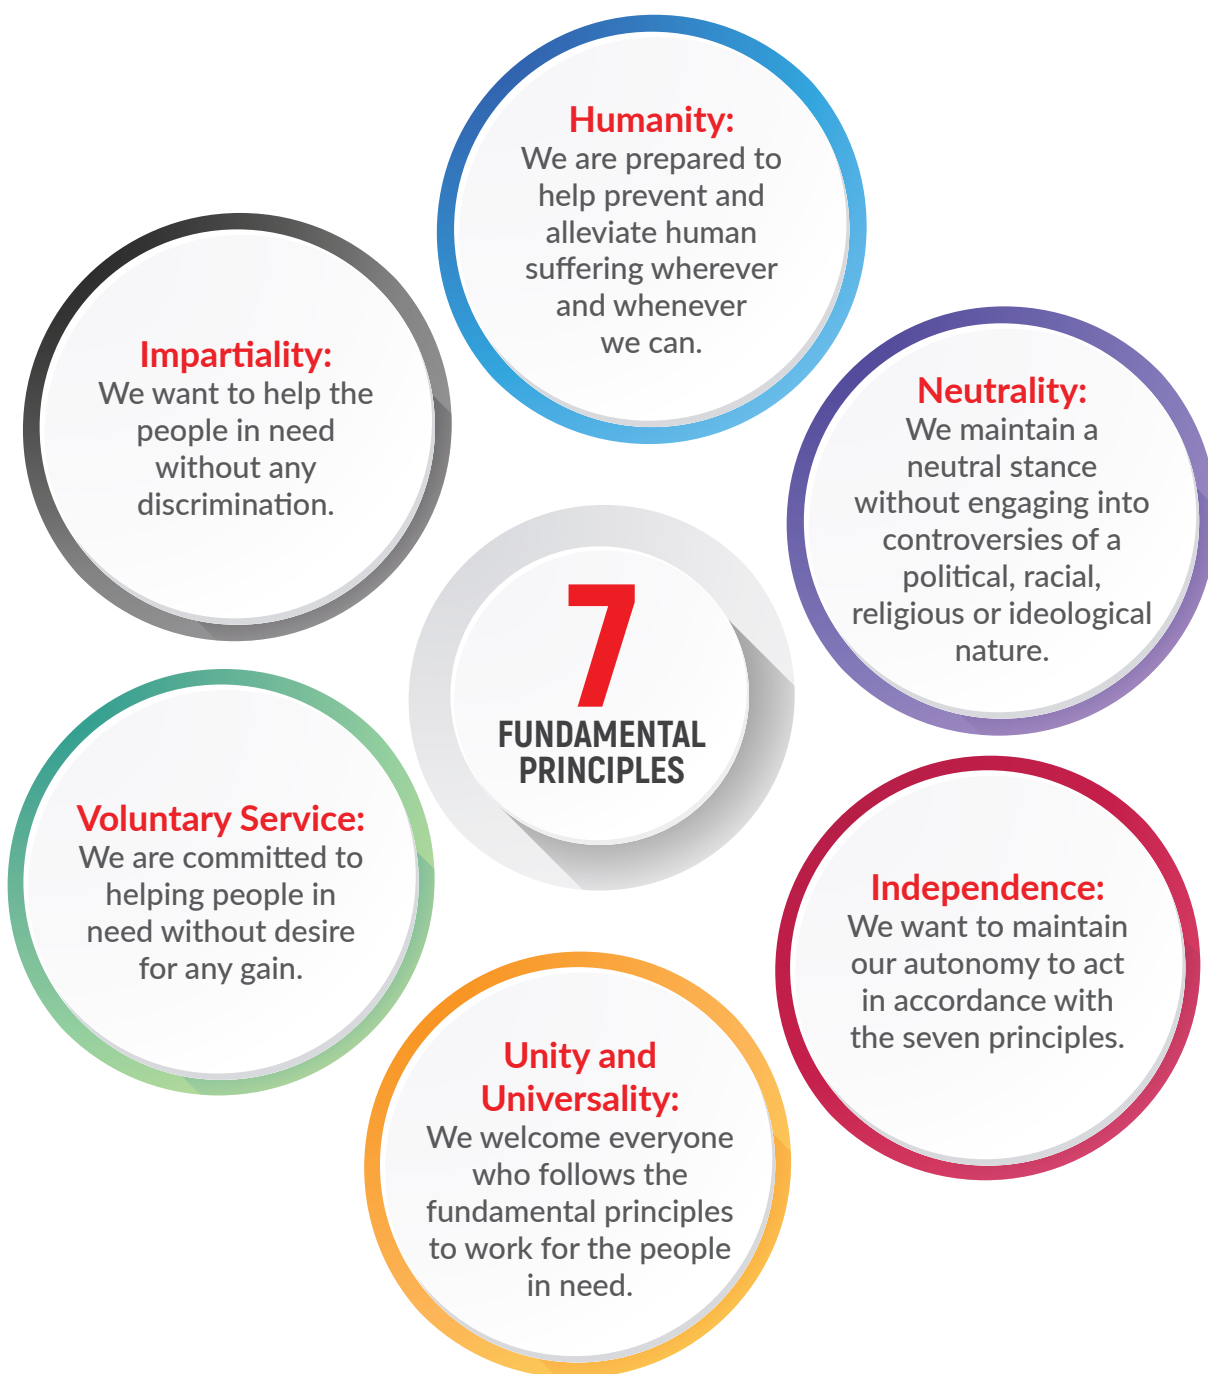 Humanity:
We are prepared to
help prevent and
alleviate human
suffering wherever
and whenever
we can.
Impartiality:
We want to help the
people in need
without any
discrimination.
Neutrality:
We maintain a
neutral stance
without engaging into
controversies of a
political, racial,
religious or ideological
nature.
7
FUNDAMENTAL
PRINCIPLES
Voluntary Service:
We are committed to
helping people in
need without desire
for any gain.
Independence:
We want to maintain
our autonomy to act
in accordance with
the seven principles.
Unity and
Universality:
We welcome everyone
who follows the
fundamental principles
to work for the people
in need.